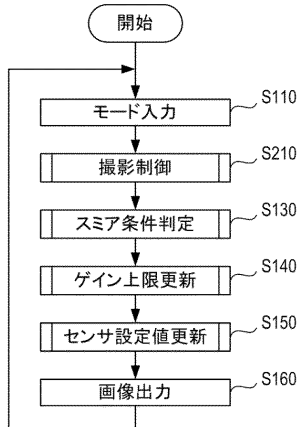 開始
モード入力 S110
撮影制御 S210
スミア条件判定 S130
ゲイン上限更新 S140
センサ設定値更新 S150
画像出力 S160